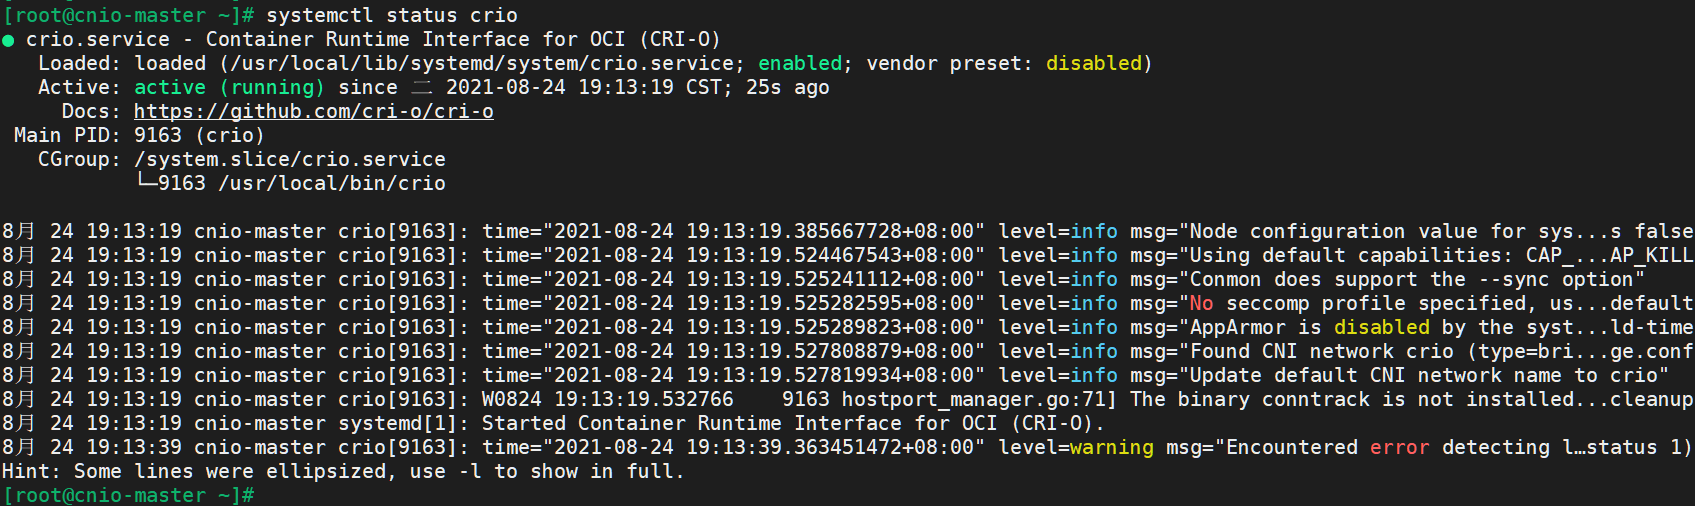 [root@cnio-master ~]# systemctl status crio
● crio.service - Container Runtime Interface for OCI (CRI-O)
   Loaded: loaded (/usr/local/lib/systemd/system/crio.service; enabled; vendor preset: disabled)
   Active: active (running) since 二 2021-08-24 19:13:19 CST; 25s ago
     Docs: https://github.com/cri-o/cri-o
 Main PID: 9163 (crio)
   CGroup: /system.slice/crio.service
           └─9163 /usr/local/bin/crio

8月 24 19:13:19 cnio-master crio[9163]: time="2021-08-24 19:13:19.385667728+08:00" level=info msg="Node configuration value for sys...s false
8月 24 19:13:19 cnio-master crio[9163]: time="2021-08-24 19:13:19.524467543+08:00" level=info msg="Using default capabilities: CAP_...AP_KILL
8月 24 19:13:19 cnio-master crio[9163]: time="2021-08-24 19:13:19.525241112+08:00" level=info msg="Conmon does support the --sync option"
8月 24 19:13:19 cnio-master crio[9163]: time="2021-08-24 19:13:19.525282595+08:00" level=info msg="No seccomp profile specified, us...default
8月 24 19:13:19 cnio-master crio[9163]: time="2021-08-24 19:13:19.525289823+08:00" level=info msg="AppArmor is disabled by the syst...ld-time
8月 24 19:13:19 cnio-master crio[9163]: time="2021-08-24 19:13:19.527808879+08:00" level=info msg="Found CNI network crio (type=bri...ge.conf
8月 24 19:13:19 cnio-master crio[9163]: time="2021-08-24 19:13:19.527819934+08:00" level=info msg="Update default CNI network name to crio"
8月 24 19:13:19 cnio-master crio[9163]: W0824 19:13:19.532766    9163 hostport_manager.go:71] The binary conntrack is not installed...cleanup
8月 24 19:13:19 cnio-master systemd[1]: Started Container Runtime Interface for OCI (CRI-O).
8月 24 19:13:39 cnio-master crio[9163]: time="2021-08-24 19:13:39.363451472+08:00" level=warning msg="Encountered error detecting l…status 1)
Hint: Some lines were ellipsized, use -l to show in full.
[root@cnio-master ~]#